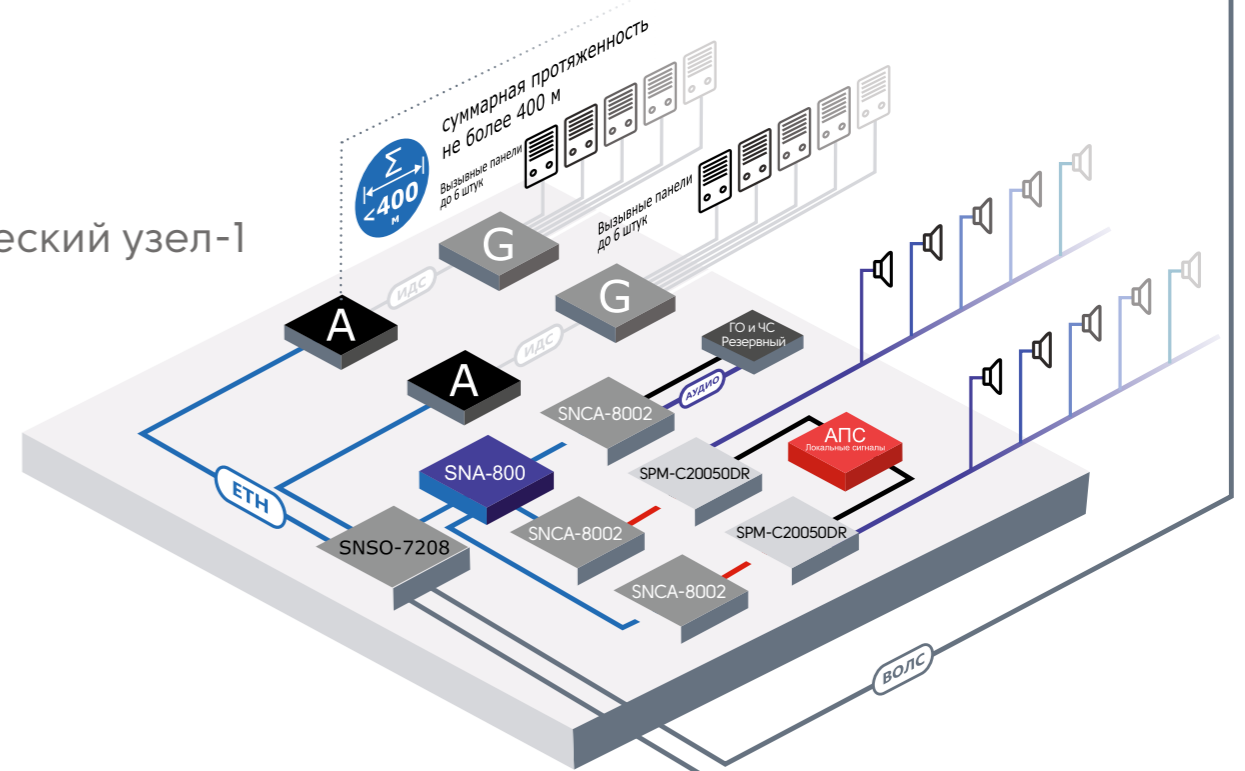 суммарная протяженность
не более 400 м
Σ
<400
м
Вызывные панели
до 6 штук
Вызывные панели
до 6 штук
еский узел-1
G
ИДС
G
A
ИДС
A
ГО и ЧС
Резервный
АУДИО
SNCA-8002
АПС
Локальные сигналы
SNA-800
SPM-C20050DR
ETH
SNCA-8002
SPM-C20050DR
SNSO-7208
SNCA-8002
ВОЛС